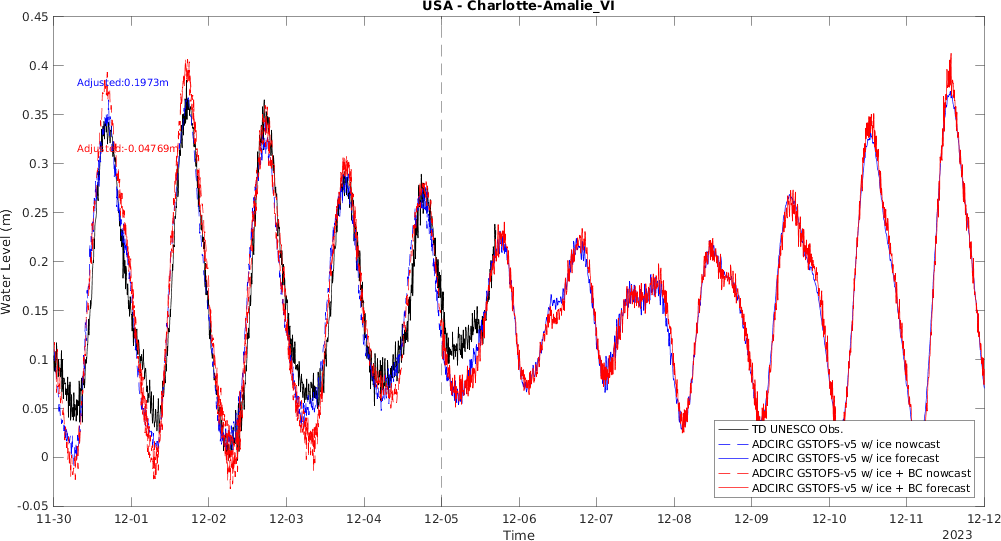 USA - Charlotte-Amalie_VI
0.45
0.4
0.35
0.3
0.25
0.2
0.15
0.1
0.05
0
-0.05
Water Level (m)
Adjusted:0.1973m
Adjusted:-0.04769m
TD UNESCO Obs.
ADCIRC GSTOFS-v5 w/ ice nowcast
ADCIRC GSTOFS-v5 w/ ice forecast
ADCIRC GSTOFS-v5 w/ ice + BC nowcast
ADCIRC GSTOFS-v5 w/ ice + BC forecast
11-30 12-01 12-02 12-03 12-04 12-05 12-06 12-07 12-08 12-09 12-10 12-11 12-12
Time
2023